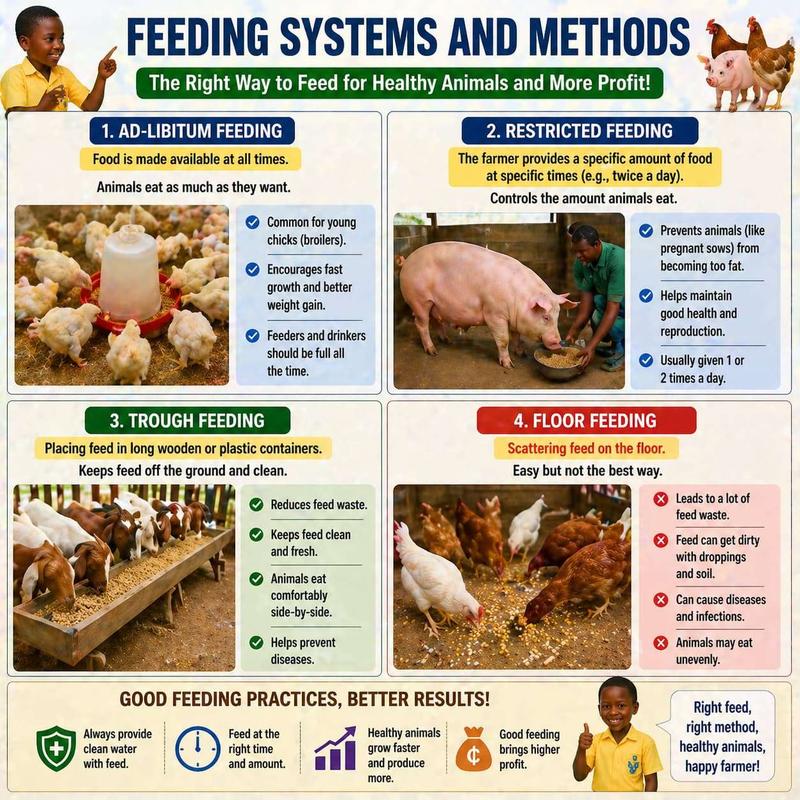 FEEDING SYSTEMS AND METHODS
The Right Way to Feed for Healthy Animals and More Profit!
1. AD-LIBITUM FEEDING
Food is made available at all times.
Animals eat as much as they want.
Common for young
chicks (broilers).
Encourages fast
growth and better
weight gain.
Feeders and drinkers
should be full all
the time.
2. RESTRICTED FEEDING
The farmer provides a specific amount of food
at specific times (e.g., twice a day).
Controls the amount animals eat.
Prevents animals (like
pregnant sows) from
becoming too fat.
Helps maintain
good health and
reproduction.
Usually given 1 or
2 times a day.
3. TROUGH FEEDING
Placing feed in long wooden or plastic containers.
Keeps feed off the ground and clean.
Reduces feed waste.
Keeps feed clean
and fresh.
Animals eat
comfortably
side-by-side.
Helps prevent
diseases.
4. FLOOR FEEDING
Scattering feed on the floor.
Easy but not the best way.
Leads to a lot of
feed waste.
Feed can get dirty
with droppings
and soil.
Can cause diseases
and infections.
Animals may eat
unevenly.
GOOD FEEDING PRACTICES, BETTER RESULTS!
Always provide
clean water
with feed.
Feed at the
right time
and amount.
Healthy animals
grow faster
and produce
more.
₵
Good feeding
brings higher
profit.
Right feed,
right method,
healthy animals,
happy farmer!